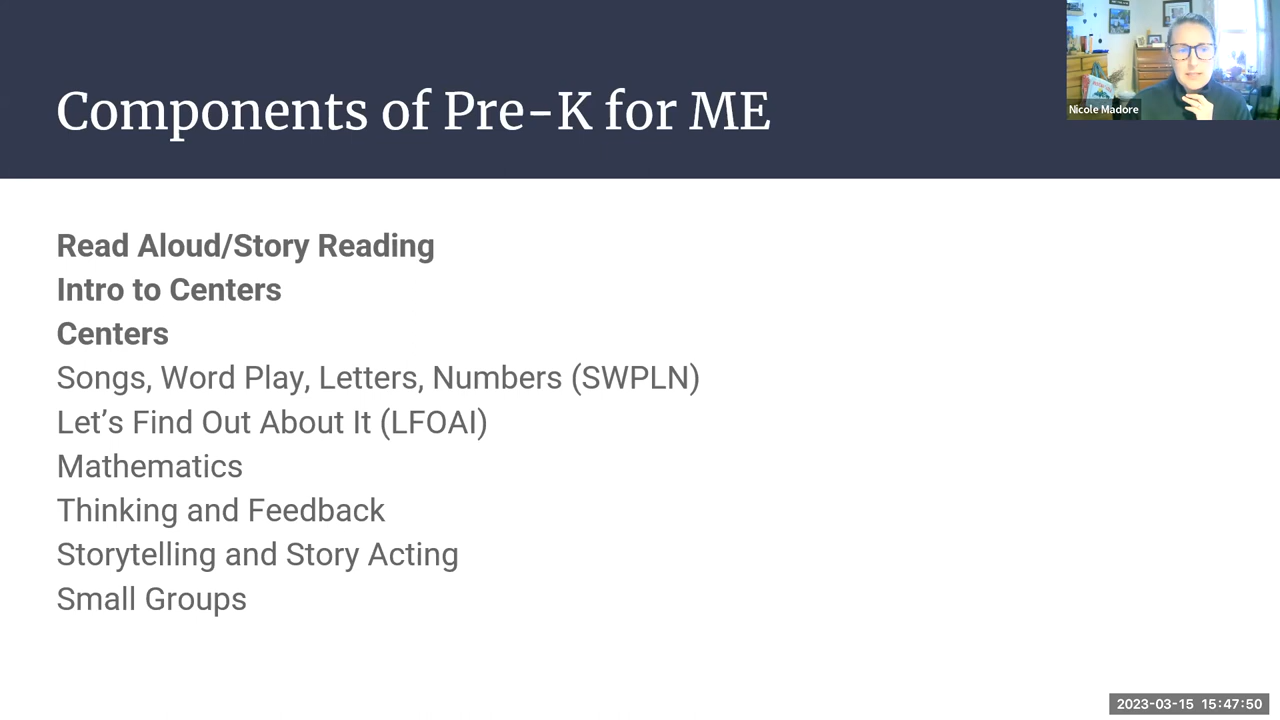 Components of Pre-K for ME
Nicole Madore
Read Aloud/Story Reading
Intro to Centers
Centers
Songs, Word Play, Letters, Numbers (SWPLN)
Let’s Find Out About It (LFOAI)
Mathematics
Thinking and Feedback
Storytelling and Story Acting
Small Groups
2023-03-15 15:47:50